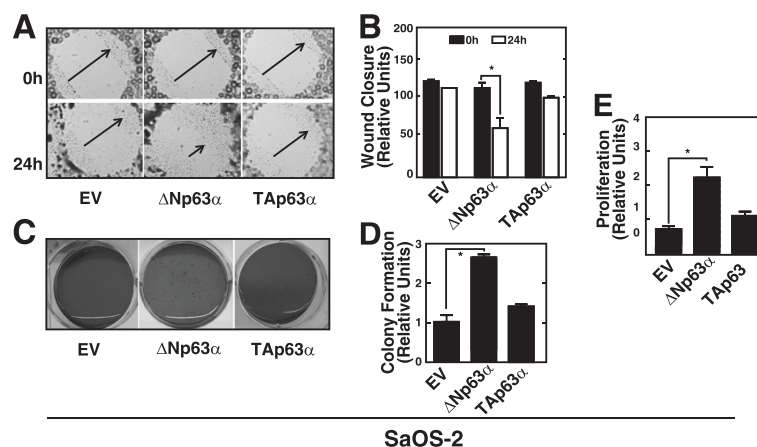 A
0h
24h
EV ΔNp63α TAp63α
B
Wound Closure
(Relative Units)
200
150
100
50
0
0h 24h
*
EV ΔNp63α TAp63α
C
EV ΔNp63α TAp63α
D
Colony Formation
(Relative Units)
3
2
1
0
*
EV ΔNp63α TAp63α
E
Proliferation
(Relative Units)
4
3
2
1
0
*
EV ΔNp63α TAp63
SaOS-2